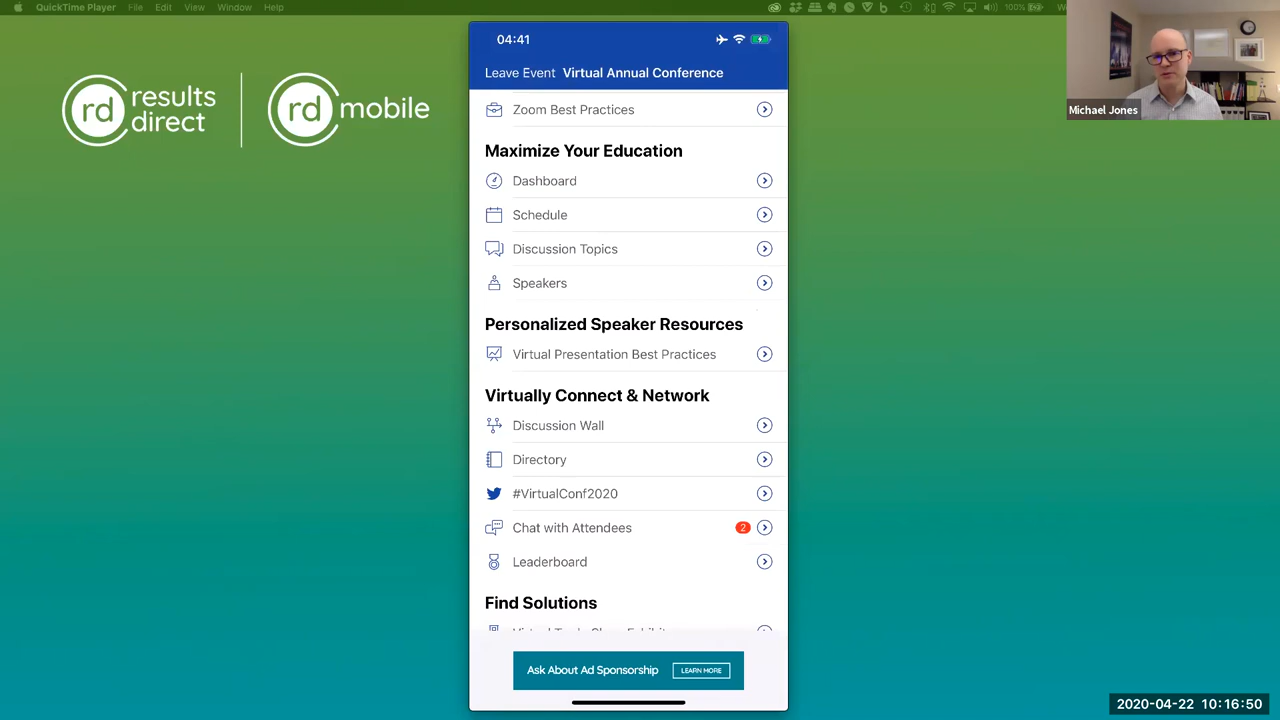 QuickTime Player File Edit View Window Help
100%
results direct
rd
mobile
rd
Michael Jones
04:41
Leave Event Virtual Annual Conference
Zoom Best Practices
Maximize Your Education
Dashboard
Schedule
Discussion Topics
Speakers
Personalized Speaker Resources
Virtual Presentation Best Practices
Virtually Connect & Network
Discussion Wall
Directory
#VirtualConf2020
Chat with Attendees 2
Leaderboard
Find Solutions
Ask About Ad Sponsorship LEARN MORE
2020-04-22 10:16:50